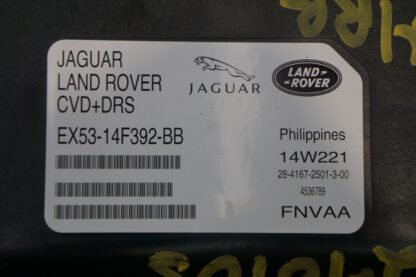 JAGUAR
LAND ROVER
CVD+DRS
EX53-14F392-BB
JAGUAR
LAND-
-ROVER
Philippines
14W221
28-4167-2501-3-00
4536789
FNVAA